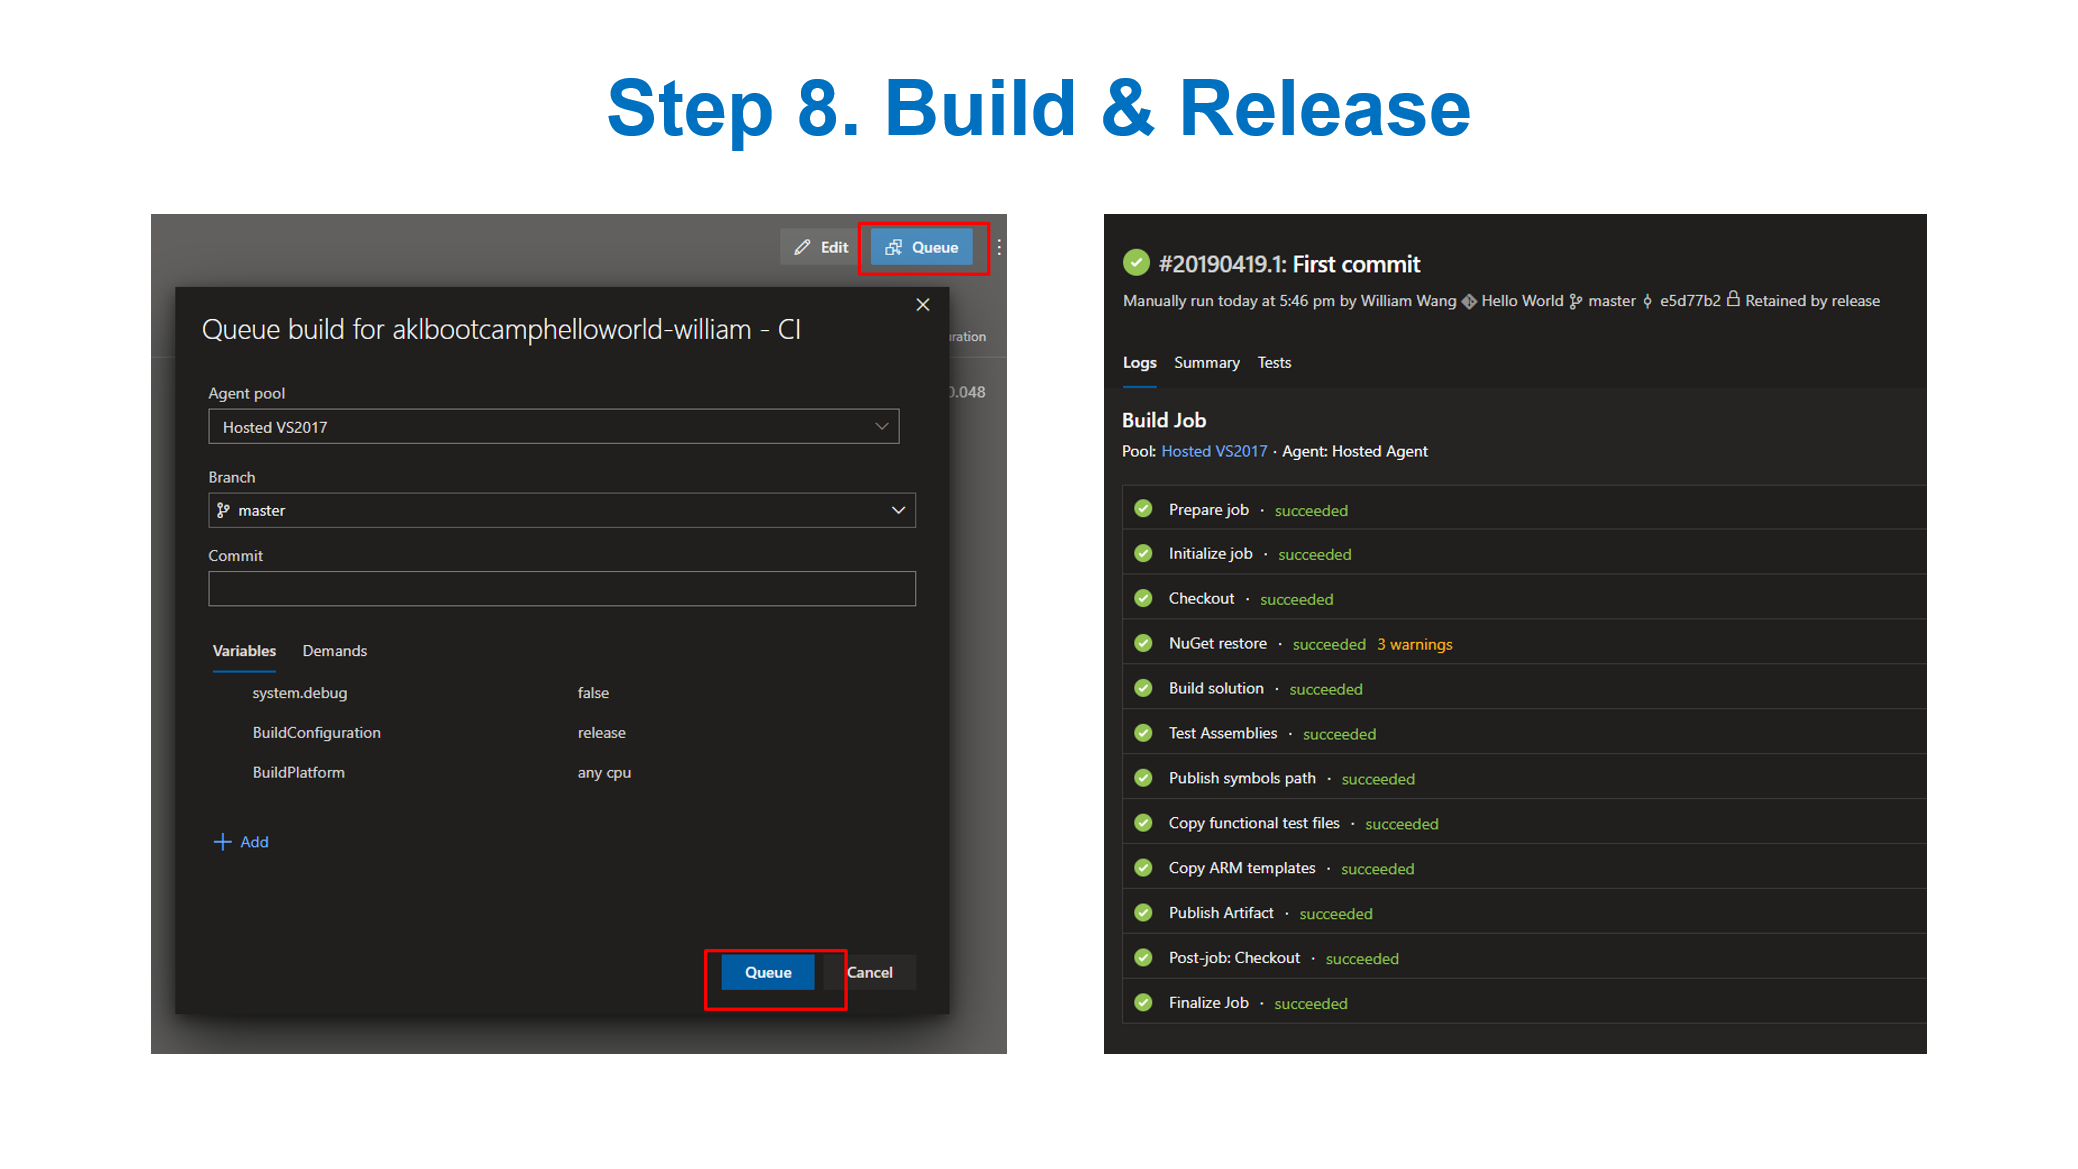 Step 8. Build & Release
Edit
Queue
Queue build for aklbootcamphelloworld-william - CI
Agent pool
Hosted VS2017
Branch
master
Commit
Variables Demands
system.debug false
BuildConfiguration release
BuildPlatform any cpu
Add
Queue Cancel
#20190419.1: First commit
Manually run today at 5:46 pm by William Wang Hello World master e5d77b2 Retained by release
Logs Summary Tests
Build Job
Pool: Hosted VS2017 · Agent: Hosted Agent
Prepare job · succeeded
Initialize job · succeeded
Checkout · succeeded
NuGet restore · succeeded 3 warnings
Build solution · succeeded
Test Assemblies · succeeded
Publish symbols path · succeeded
Copy functional test files · succeeded
Copy ARM templates · succeeded
Publish Artifact · succeeded
Post-job: Checkout · succeeded
Finalize Job · succeeded